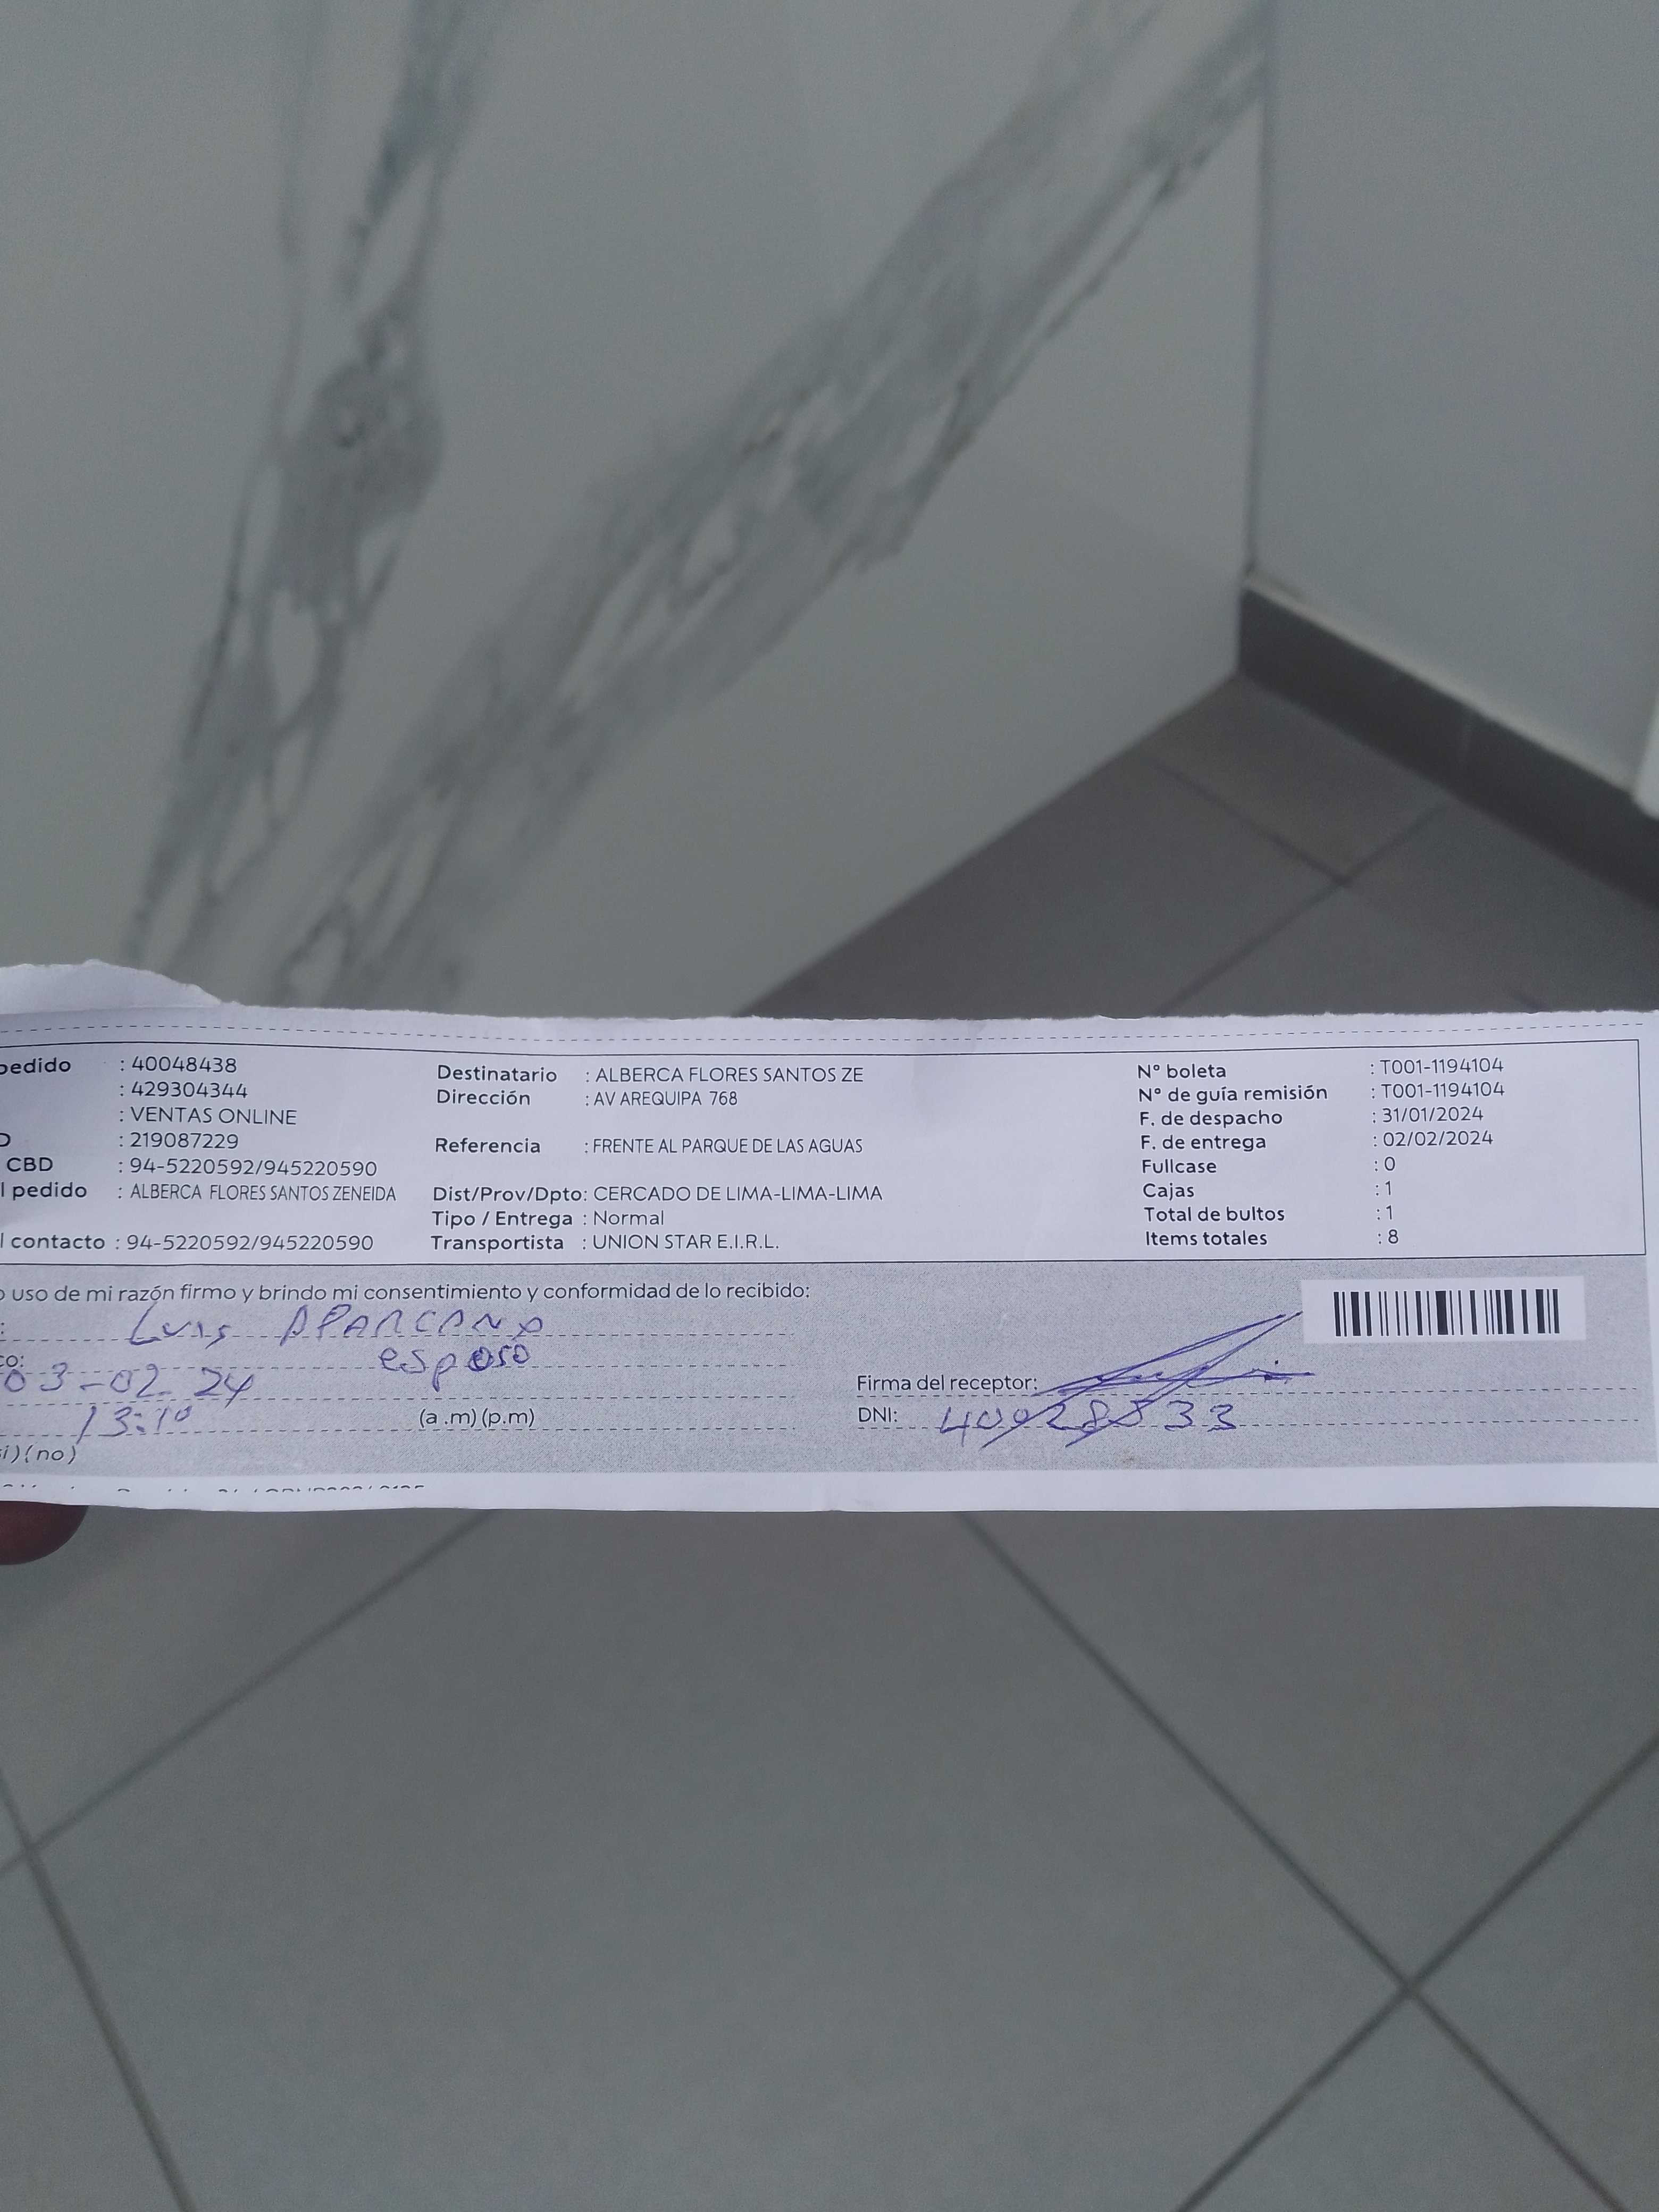 pedido : 40048438
: 429304344
: VENTAS ONLINE
D : 219087229
CBD : 94-5220592/945220590
l pedido : ALBERCA FLORES SANTOS ZENEIDA
l contacto : 94-5220592/945220590
Destinatario : ALBERCA FLORES SANTOS ZE
Dirección : AV AREQUIPA 768
Referencia : FRENTE AL PARQUE DE LAS AGUAS
Dist/Prov/Dpto: CERCADO DE LIMA-LIMA-LIMA
Tipo / Entrega : Normal
Transportista : UNION STAR E.I.R.L.
N° boleta : T001-1194104
N° de guía remisión : T001-1194104
F. de despacho : 31/01/2024
F. de entrega : 02/02/2024
Fullcase : 0
Cajas : 1
Total de bultos : 1
Items totales : 8
o uso de mi razón firmo y brindo mi consentimiento y conformidad de lo recibido:
: Luis APARCANA
co: esposo
03-02-24
13:10 (a .m) (p.m)
si) (no)
Firma del receptor:
DNI: 40928533